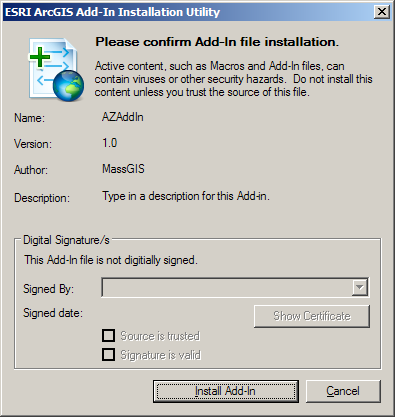 ESRI ArcGIS Add-In Installation Utility
Please confirm Add-In file installation.
Active content, such as Macros and Add-In files, can
contain viruses or other security hazards. Do not install this
content unless you trust the source of this file.
Name: AZAddIn
Version: 1.0
Author: MassGIS
Description: Type in a description for this Add-in.
Digital Signature/s
This Add-In file is not digitially signed.
Signed By:
Signed date: Show Certificate
Source is trusted
Signature is valid
Install Add-In Cancel